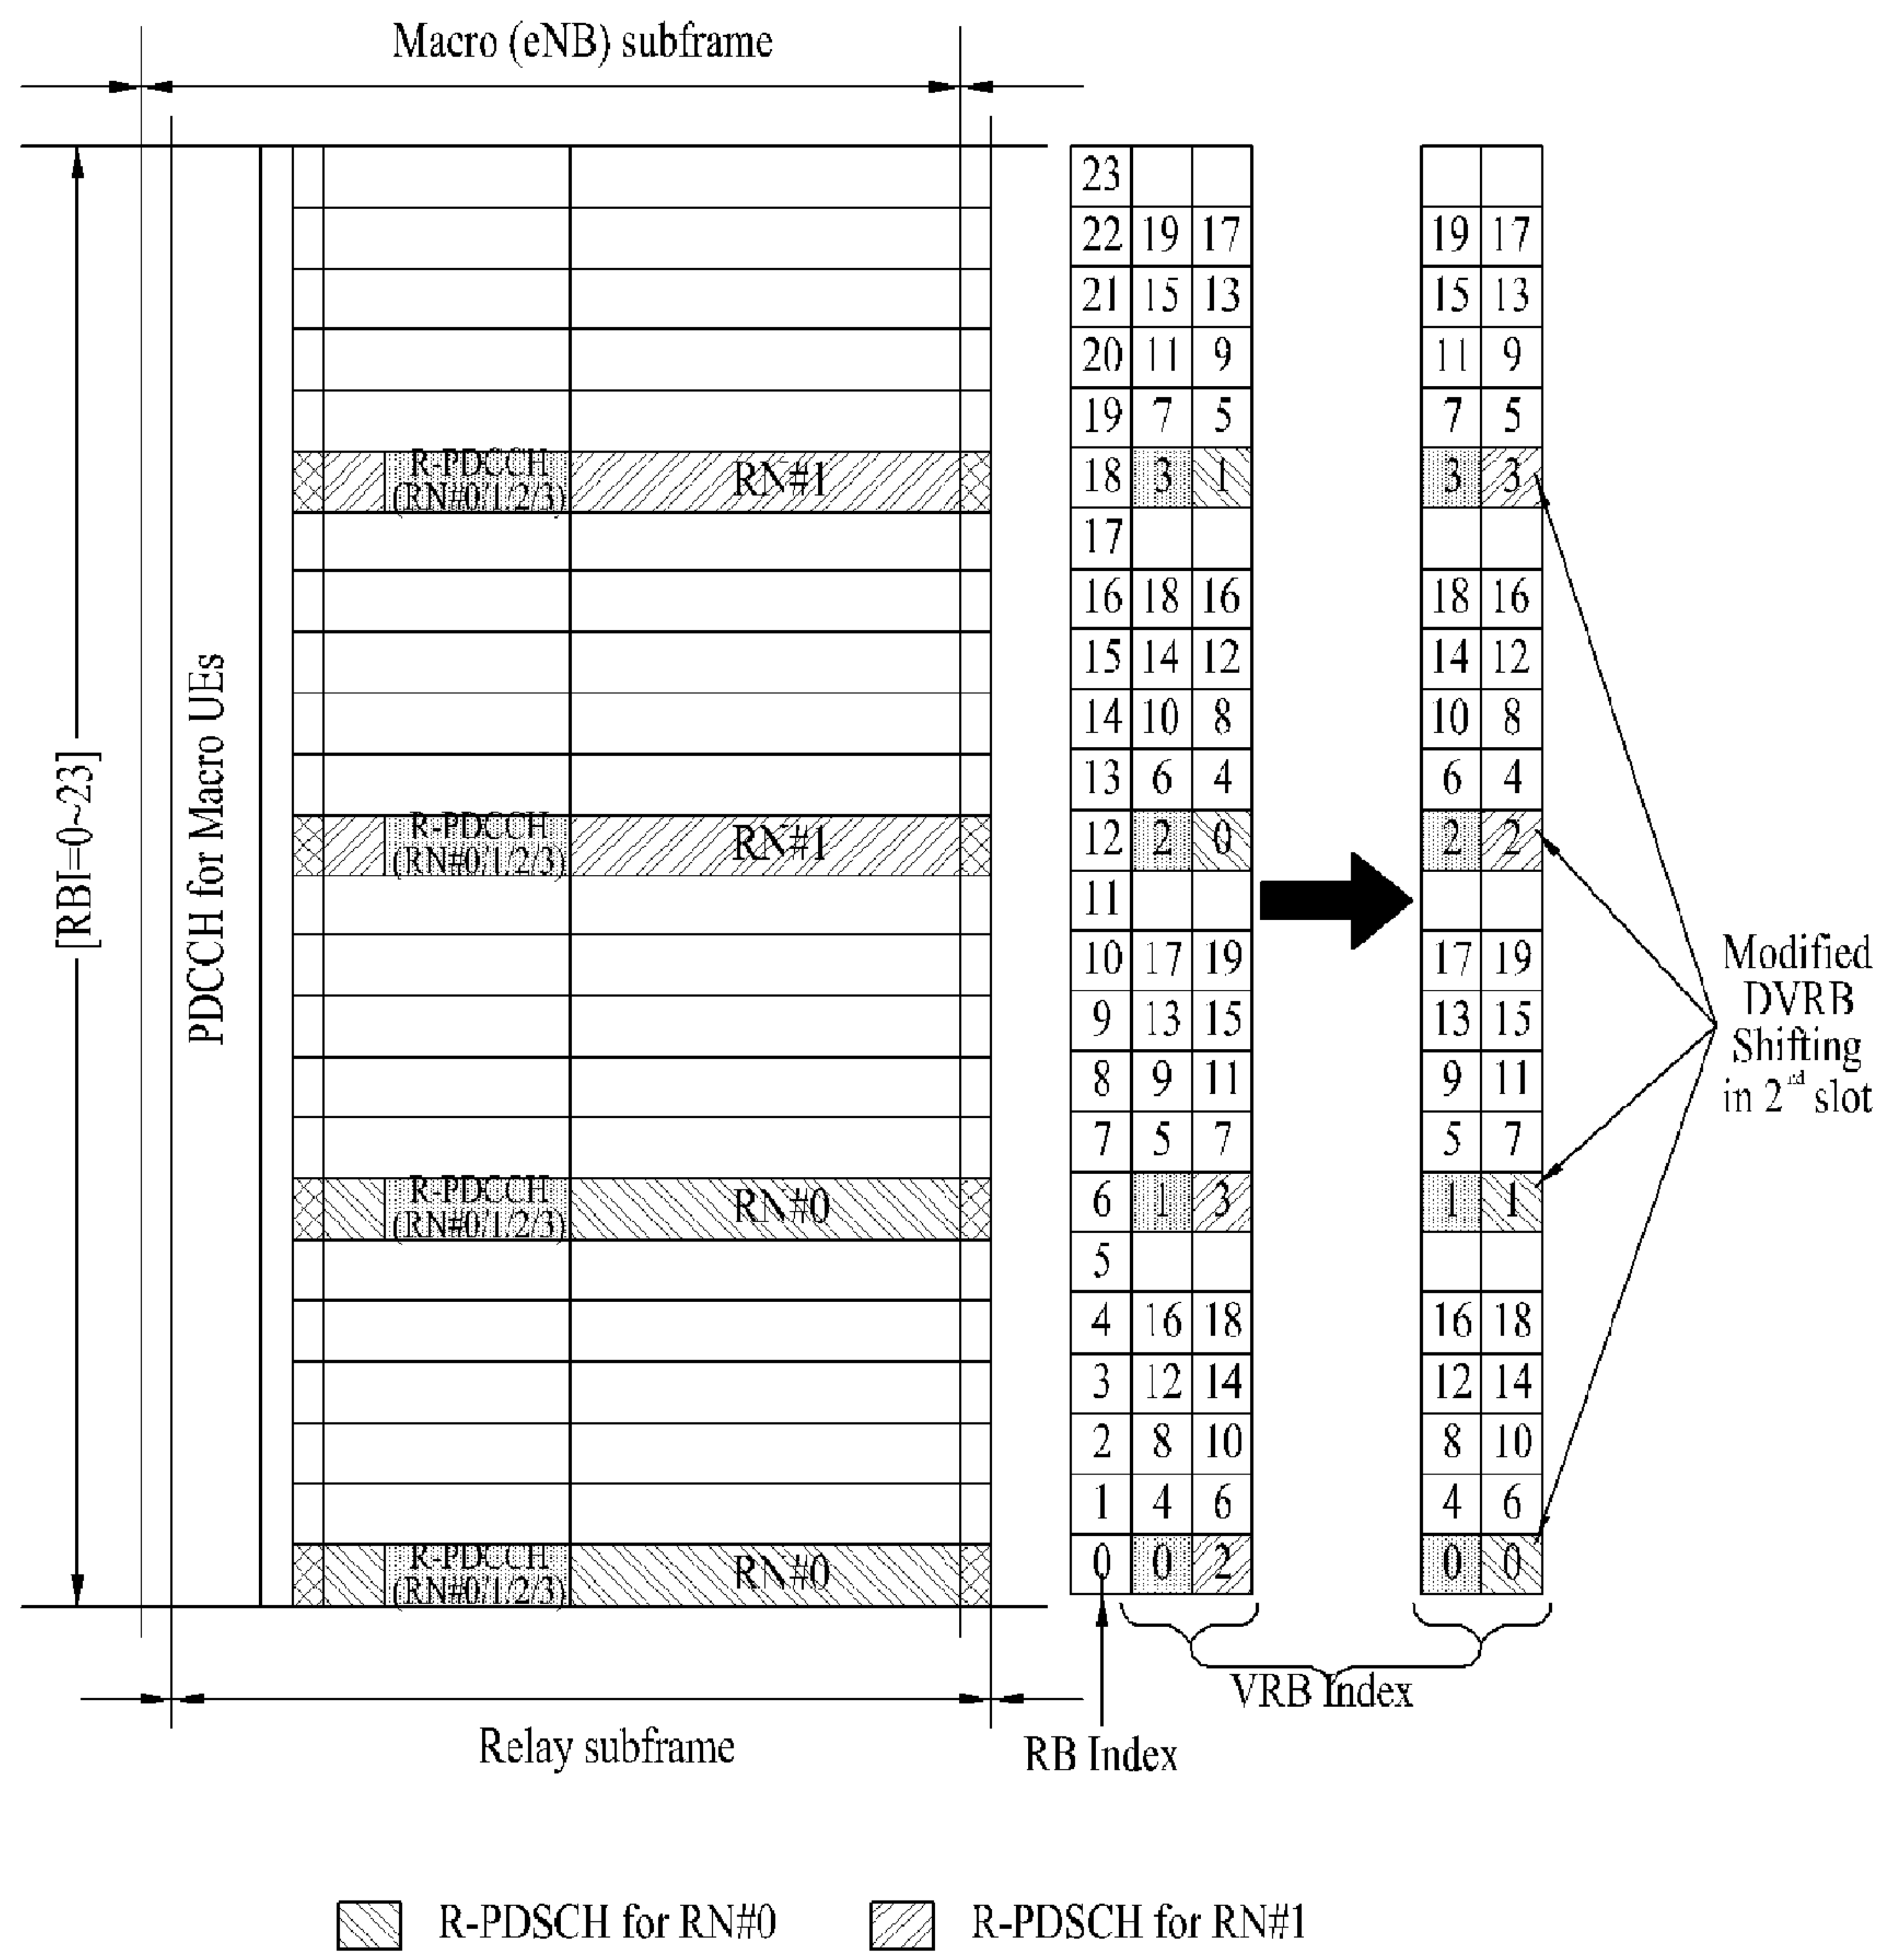 Macro (eNB) subframe
[RBI=0~23]
PDCCH for Macro UEs
R-PDCCH
(RN#0/1/2/3)
RN#1
R-PDCCH
(RN#0/1/2/3)
RN#1
R-PDCCH
(RN#0/1/2/3)
RN#0
R-PDCCH
(RN#0/1/2/3)
RN#0
23
22 19 17 19 17
21 15 13 15 13
20 11 9 11 9
19 7 5 7 5
18 3 1 3 3
17
16 18 16 18 16
15 14 12 14 12
14 10 8 10 8
13 6 4 6 4
12 2 0 2 2
11
10 17 19 17 19
9 13 15 13 15
8 9 11 9 11
7 5 7 5 7
6 1 3 1 1
5
4 16 18 16 18
3 12 14 12 14
2 8 10 8 10
1 4 6 4 6
0 0 2 0 0
Modified
DVRB
Shifting
in 2nd slot
VRB Index
RB Index
Relay subframe
R-PDSCH for RN#0
R-PDSCH for RN#1